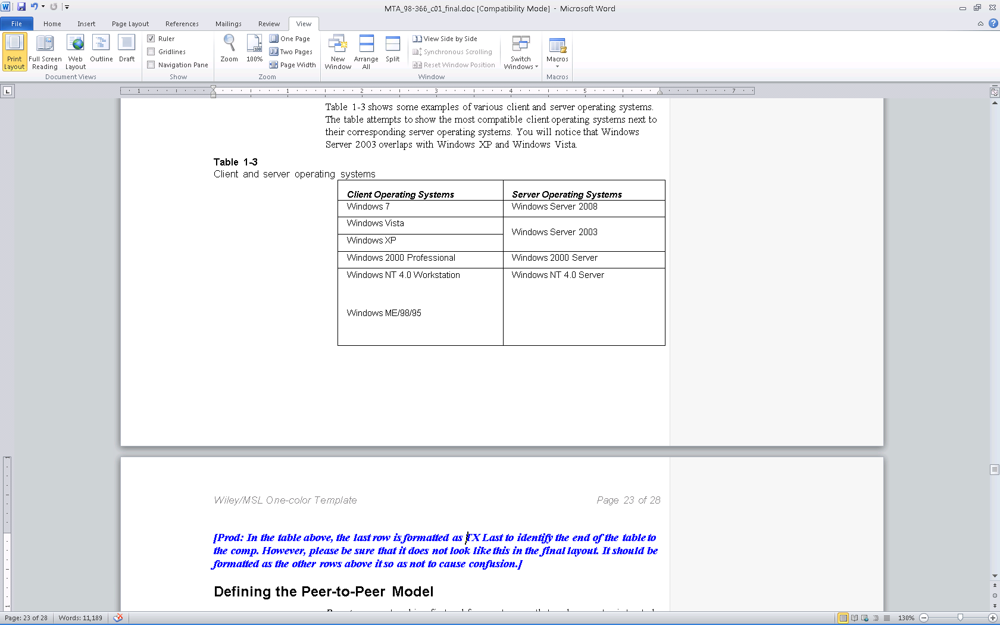 MTA_98-366_c01_final.doc [Compatibility Mode] - Microsoft Word
File Home Insert Page Layout References Mailings Review View
Print Layout
Full Screen Reading
Web Layout
Outline
Draft
Document Views
Ruler
Gridlines
Navigation Pane
Show
Zoom
100%
One Page
Two Pages
Page Width
Zoom
New Window
Arrange All
Split
View Side by Side
Synchronous Scrolling
Reset Window Position
Window
Switch Windows
Macros
Macros
1 1 2 3 4 5 7
Table 1-3 shows some examples of various client and server operating systems.
The table attempts to show the most compatible client operating systems next to
their corresponding server operating systems. You will notice that Windows
Server 2003 overlaps with Windows XP and Windows Vista.
Table 1-3
Client and server operating systems
Client Operating Systems Server Operating Systems
Windows 7 Windows Server 2008
Windows Vista
Windows Server 2003
Windows XP
Windows 2000 Professional Windows 2000 Server
Windows NT 4.0 Workstation Windows NT 4.0 Server
Windows ME/98/95
Wiley/MSL One-color Template Page 23 of 28
[Prod: In the table above, the last row is formatted as TX Last to identify the end of the table to
the comp. However, please be sure that it does not look like this in the final layout. It should be
formatted as the other rows above it so as not to cause confusion.]
Defining the Peer-to-Peer Model
Page: 23 of 28 Words: 11,189 130%